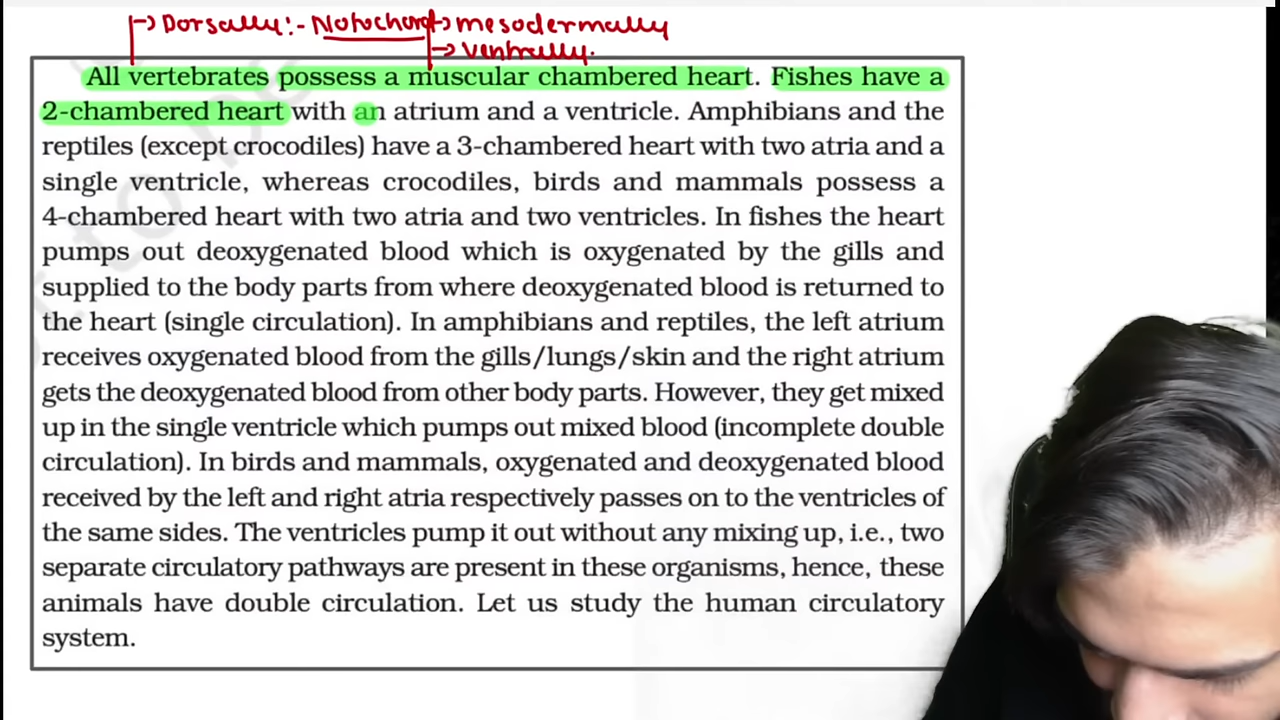 → Dorsally:- Notochord → mesodermally
→ ventrally.
All vertebrates possess a muscular chambered heart. Fishes have a
2-chambered heart with an atrium and a ventricle. Amphibians and the
reptiles (except crocodiles) have a 3-chambered heart with two atria and a
single ventricle, whereas crocodiles, birds and mammals possess a
4-chambered heart with two atria and two ventricles. In fishes the heart
pumps out deoxygenated blood which is oxygenated by the gills and
supplied to the body parts from where deoxygenated blood is returned to
the heart (single circulation). In amphibians and reptiles, the left atrium
receives oxygenated blood from the gills/lungs/skin and the right atrium
gets the deoxygenated blood from other body parts. However, they get mixed
up in the single ventricle which pumps out mixed blood (incomplete double
circulation). In birds and mammals, oxygenated and deoxygenated blood
received by the left and right atria respectively passes on to the ventricles of
the same sides. The ventricles pump it out without any mixing up, i.e., two
separate circulatory pathways are present in these organisms, hence, these
animals have double circulation. Let us study the human circulatory
system.